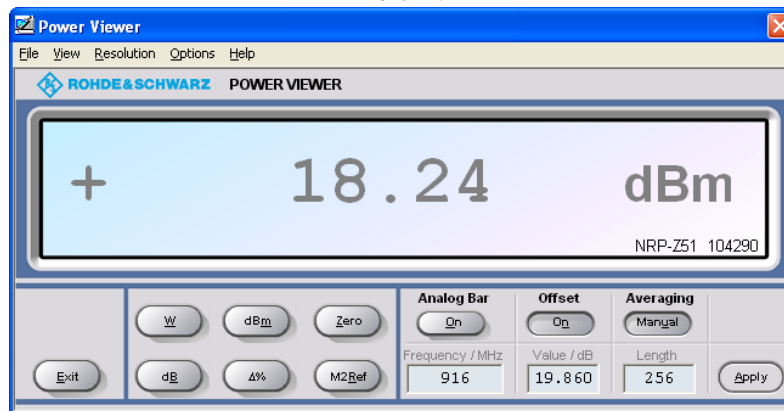 Power Viewer
File View Resolution Options Help
ROHDE&SCHWARZ POWER VIEWER
+ 18.24 dBm
NRP-Z51 104290
Analog Bar Offset Averaging
W dBm Zero On On Manual
Frequency / MHz Value / dB Length
Exit dB Δ% M2Ref 916 19.860 256 Apply